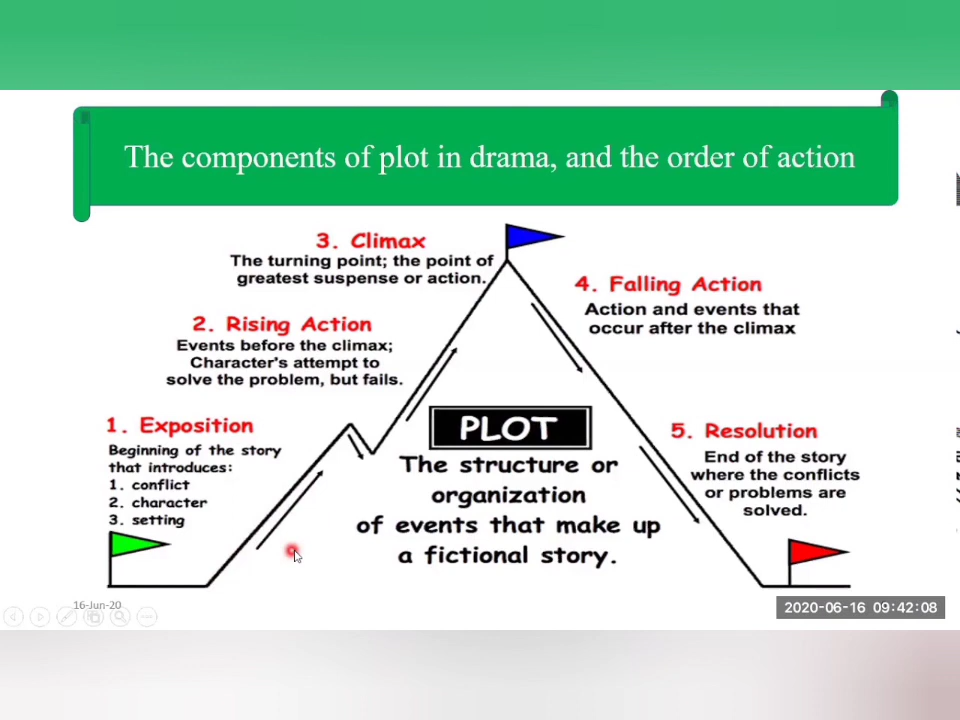 The components of plot in drama, and the order of action
3. Climax
The turning point; the point of
greatest suspense or action.
4. Falling Action
Action and events that
occur after the climax
2. Rising Action
Events before the climax;
Character's attempt to
solve the problem, but fails.
1. Exposition
Beginning of the story
that introduces:
1. conflict
2. character
3. setting
PLOT
The structure or
organization
of events that make up
a fictional story.
5. Resolution
End of the story
where the conflicts
or problems are
solved.
16-Jun-20
2020-06-16 09:42:08